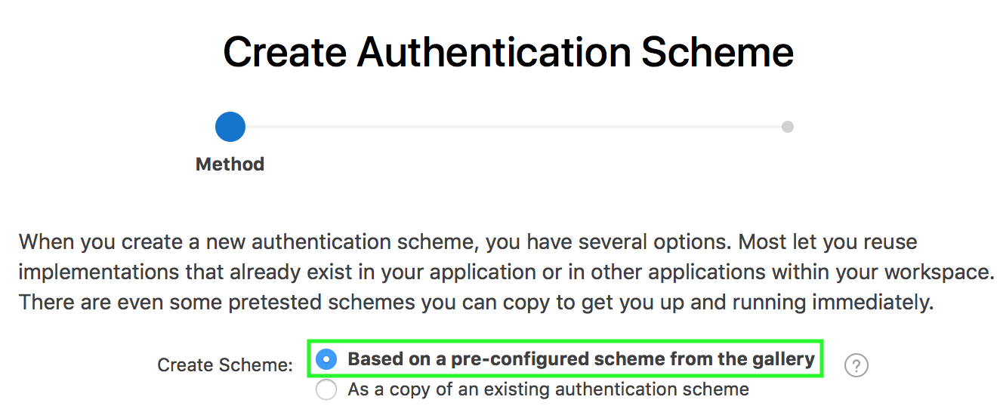 Create Authentication Scheme
Method
When you create a new authentication scheme, you have several options. Most let you reuse
implementations that already exist in your application or in other applications within your workspace.
There are even some pretested schemes you can copy to get you up and running immediately.
Create Scheme:
Based on a pre-configured scheme from the gallery
?
As a copy of an existing authentication scheme